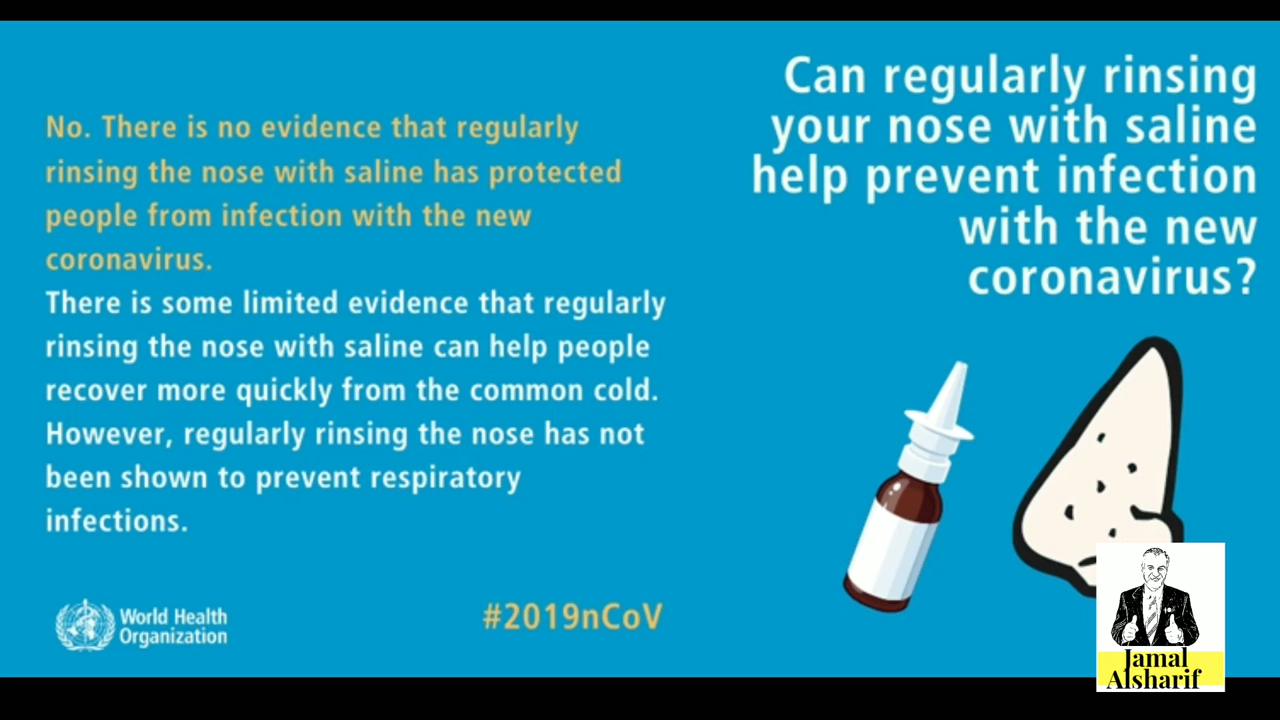 Can regularly rinsing
your nose with saline
help prevent infection
with the new
coronavirus?
No. There is no evidence that regularly
rinsing the nose with saline has protected
people from infection with the new
coronavirus.
There is some limited evidence that regularly
rinsing the nose with saline can help people
recover more quickly from the common cold.
However, regularly rinsing the nose has not
been shown to prevent respiratory
infections.
World Health
Organization
#2019nCoV
Jamal
Alsharif